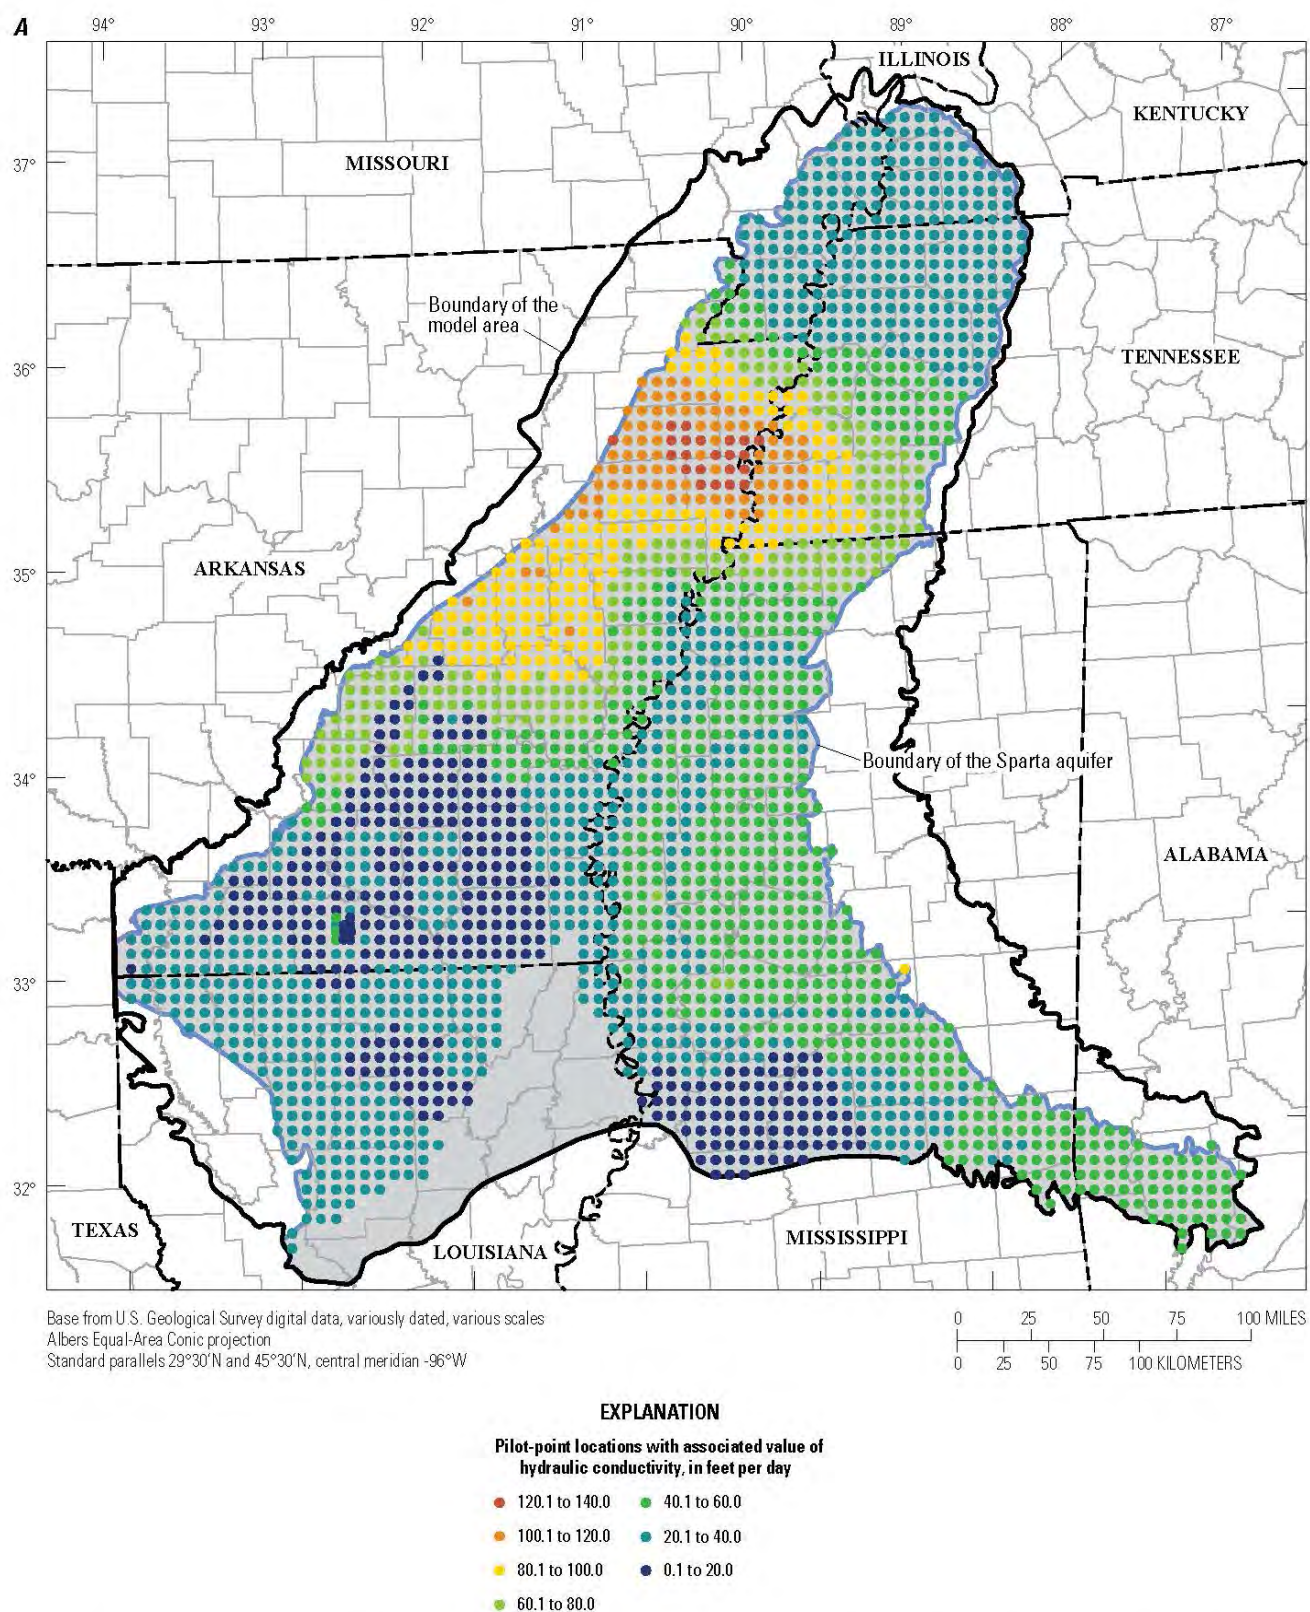 A
94° 93° 92° 91° 90° 89° 88° 87°
ILLINOIS
KENTUCKY
MISSOURI
37°
Boundary of the
model area
36°
TENNESSEE
35°
ARKANSAS
34°
Boundary of the Sparta aquifer
ALABAMA
33°
32°
TEXAS
LOUISIANA
MISSISSIPPI
Base from U.S. Geological Survey digital data, variously dated, various scales
Albers Equal-Area Conic projection
Standard parallels 29°30'N and 45°30'N, central meridian -96°W
0 25 50 75 100 MILES
0 25 50 75 100 KILOMETERS
EXPLANATION
Pilot-point locations with associated value of
hydraulic conductivity, in feet per day
120.1 to 140.0
100.1 to 120.0
80.1 to 100.0
60.1 to 80.0
40.1 to 60.0
20.1 to 40.0
0.1 to 20.0